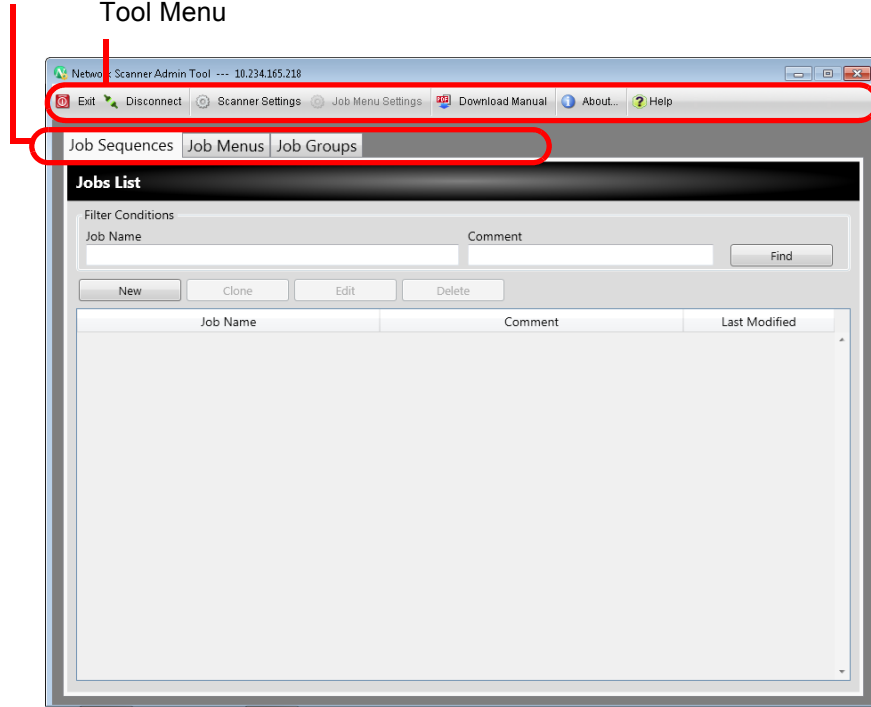 Tool Menu
Network Scanner Admin Tool --- 10.234.165.218
Exit Disconnect Scanner Settings Job Menu Settings Download Manual About... Help
Job Sequences Job Menus Job Groups
Jobs List
Filter Conditions
Job Name Comment
Find
New Clone Edit Delete
Job Name Comment Last Modified